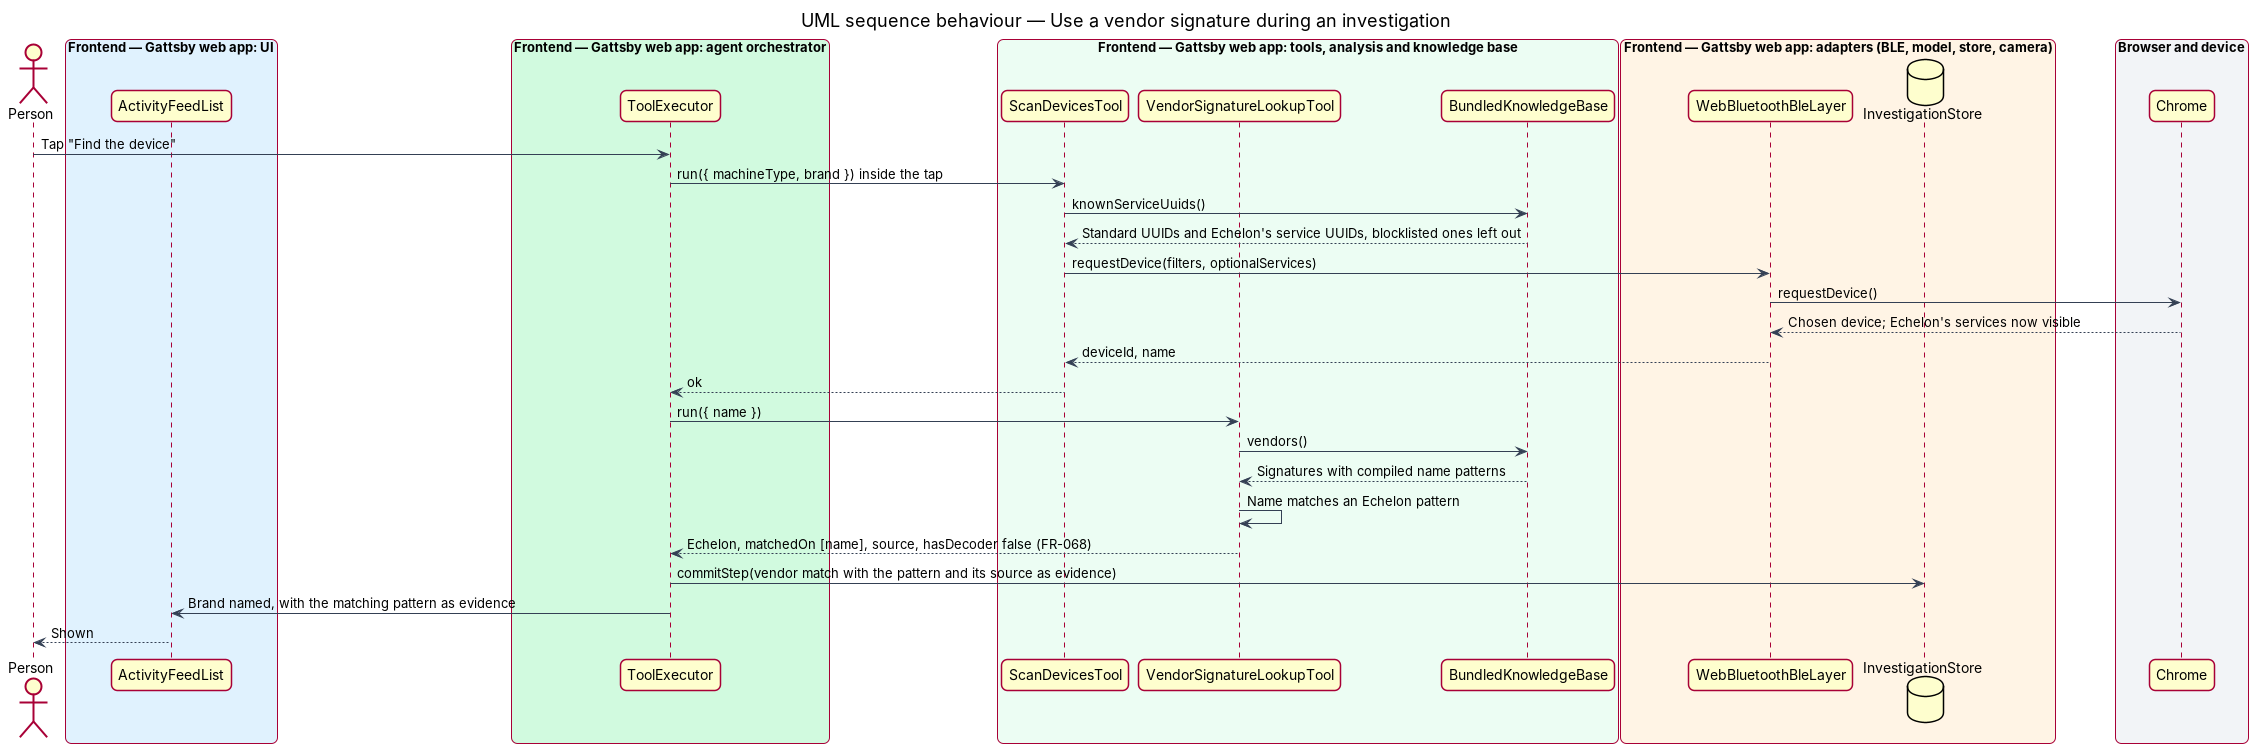 UML sequence behaviour — Use a vendor signature during an investigation
Frontend — Gattsby web app: UI
Frontend — Gattsby web app: agent orchestrator
Frontend — Gattsby web app: tools, analysis and knowledge base
Frontend — Gattsby web app: adapters (BLE, model, store, camera)
Browser and device
Person
ActivityFeedList
ToolExecutor
ScanDevicesTool
VendorSignatureLookupTool
BundledKnowledgeBase
WebBluetoothBleLayer
InvestigationStore
Chrome
Tap "Find the device"
run({ machineType, brand }) inside the tap
knownServiceUuids()
Standard UUIDs and Echelon's service UUIDs, blocklisted ones left out
requestDevice(filters, optionalServices)
requestDevice()
Chosen device; Echelon's services now visible
deviceId, name
ok
run({ name })
vendors()
Signatures with compiled name patterns
Name matches an Echelon pattern
Echelon, matchedOn [name], source, hasDecoder false (FR-068)
commitStep(vendor match with the pattern and its source as evidence)
Brand named, with the matching pattern as evidence
Shown
Person
ActivityFeedList
ToolExecutor
ScanDevicesTool
VendorSignatureLookupTool
BundledKnowledgeBase
WebBluetoothBleLayer
InvestigationStore
Chrome